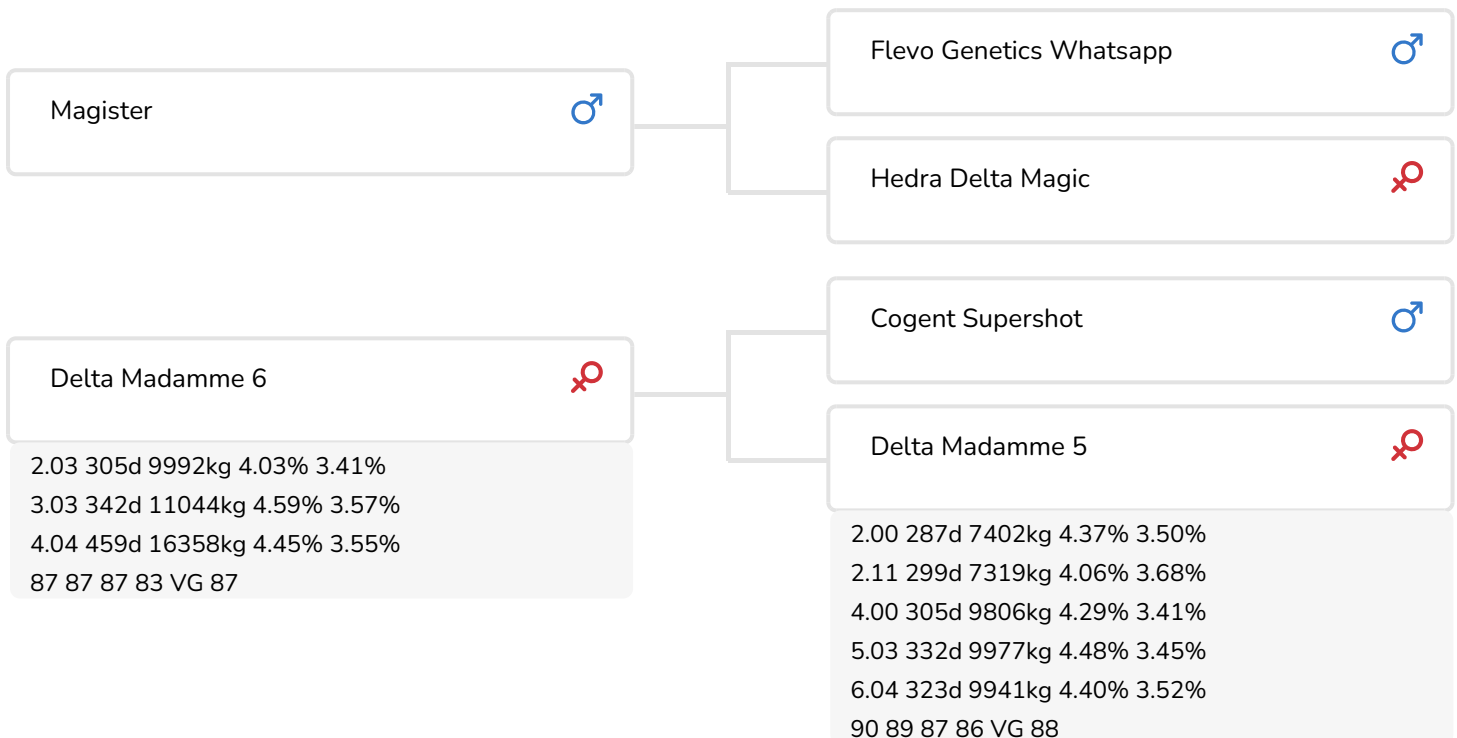 Magister
Delta Madamme 6
2.03 305d 9992kg 4.03% 3.41%
3.03 342d 11044kg 4.59% 3.57%
4.04 459d 16358kg 4.45% 3.55%
87 87 87 83 VG 87
Flevo Genetics Whatsapp
Hedra Delta Magic
Cogent Supershot
Delta Madamme 5
2.00 287d 7402kg 4.37% 3.50%
2.11 299d 7319kg 4.06% 3.68%
4.00 305d 9806kg 4.29% 3.41%
5.03 332d 9977kg 4.48% 3.45%
6.04 323d 9941kg 4.40% 3.52%
90 89 87 86 VG 88